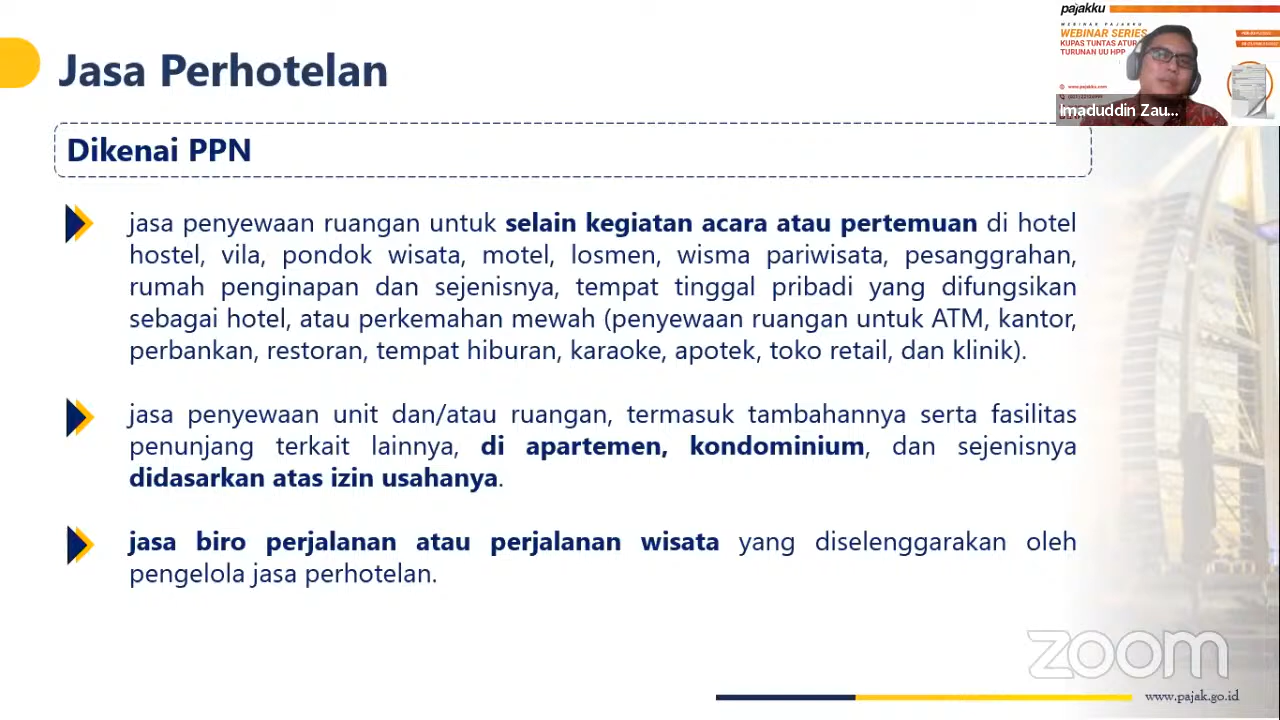 Jasa Perhotelan
Dikenai PPN
jasa penyewaan ruangan untuk selain kegiatan acara atau pertemuan di hotel
hostel, vila, pondok wisata, motel, losmen, wisma pariwisata, pesanggrahan,
rumah penginapan dan sejenisnya, tempat tinggal pribadi yang difungsikan
sebagai hotel, atau perkemahan mewah (penyewaan ruangan untuk ATM, kantor,
perbankan, restoran, tempat hiburan, karaoke, apotek, toko retail, dan klinik).
jasa penyewaan unit dan/atau ruangan, termasuk tambahannya serta fasilitas
penunjang terkait lainnya, di apartemen, kondominium, dan sejenisnya
didasarkan atas izin usahanya.
jasa biro perjalanan atau perjalanan wisata yang diselenggarakan oleh
pengelola jasa perhotelan.
pajakku
WEBINAR PAJAKKU
WEBINAR SERIES
KUPAS TUNTAS ATUR
TURUNAN UU HPP
www.pajakku.com
Imaduddin Zau...
zoom
www.pajak.go.id